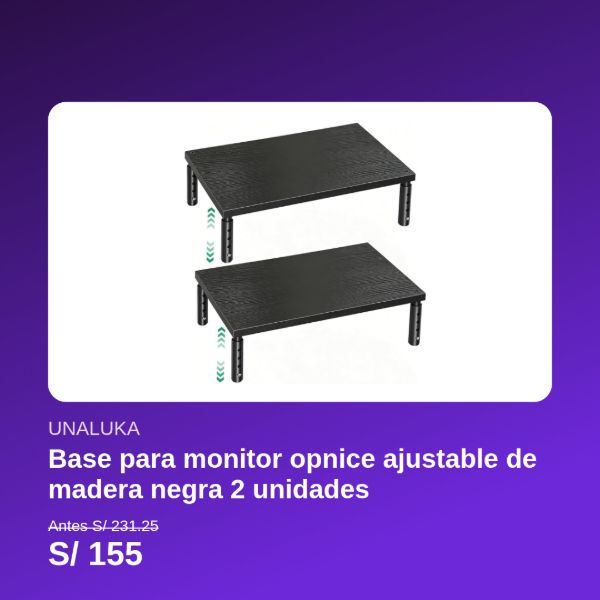 UNALUKA
Base para monitor opnice ajustable de
madera negra 2 unidades
Antes S/ 231.25
S/ 155